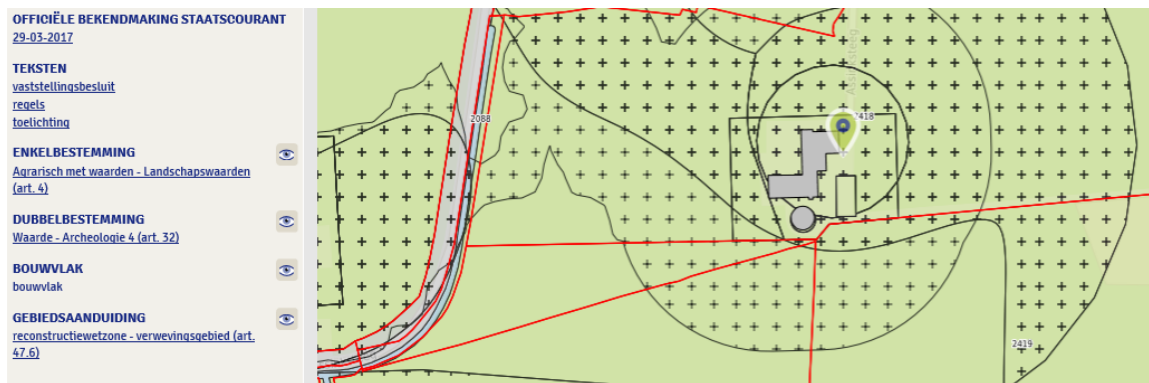 OFFICIËLE BEKENDMAKING STAATSCOURANT
29-03-2017
TEKSTEN
vaststellingsbesluit
regels
toelichting
ENKELBESTEMMING
Agrarisch met waarden - Landschapswaarden
(art. 4)
DUBBELBESTEMMING
Waarde - Archeologie 4 (art. 32)
BOUWVLAK
bouwvlak
GEBIEDSAANDUIDING
reconstructiewetzone - verwevingsgebied (art.
47.6)
2088
2418
2419